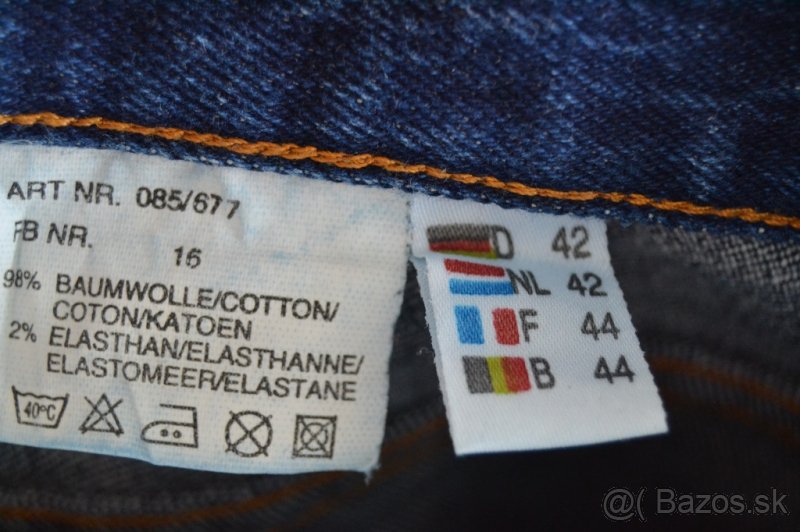 ART NR. 085/677
FB NR. 16
98% BAUMWOLLE/COTTON/
COTON/KATOEN
2% ELASTHAN/ELASTHANNE/
ELASTOMEER/ELASTANE
40°C
D 42
NL 42
F 44
B 44
@( Bazos.sk